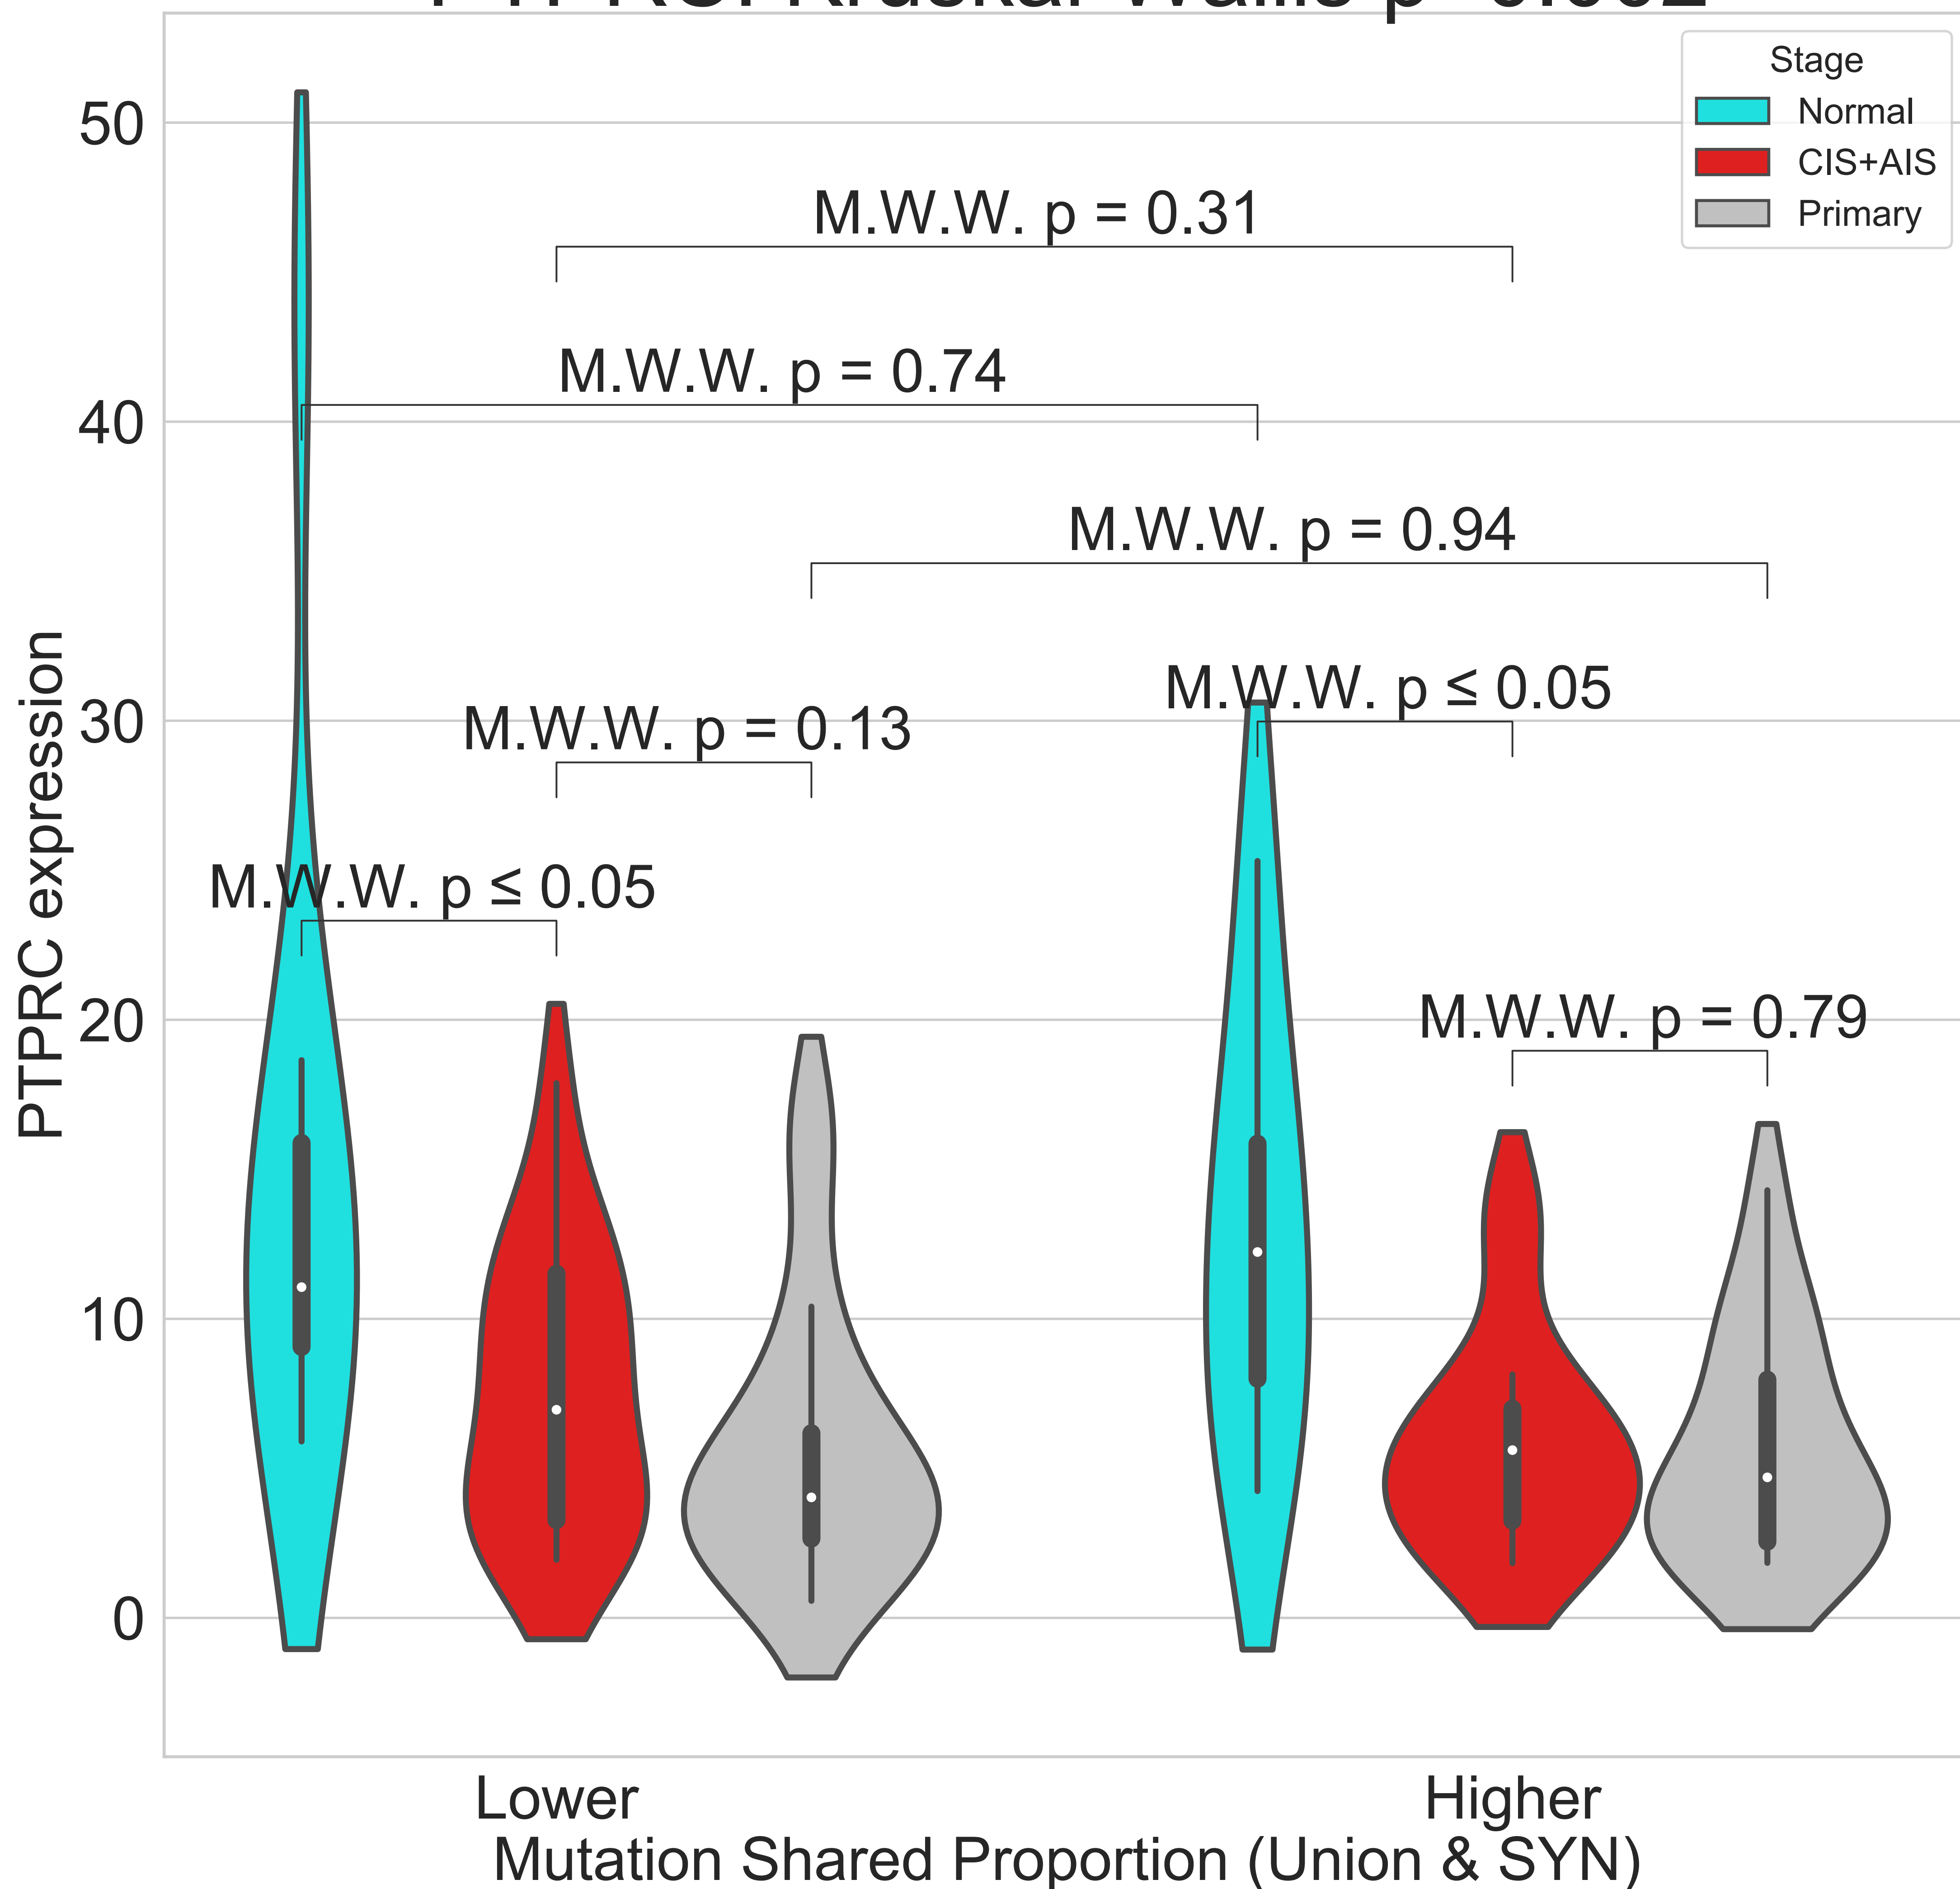 Stage
Normal
CIS+AIS
Primary
50
40
30
20
10
0
PTPRC expression
M.W.W. p = 0.31
M.W.W. p = 0.74
M.W.W. p = 0.94
M.W.W. p ≤ 0.05
M.W.W. p = 0.13
M.W.W. p ≤ 0.05
M.W.W. p = 0.79
Lower
Higher
Mutation Shared Proportion (Union & SYN)